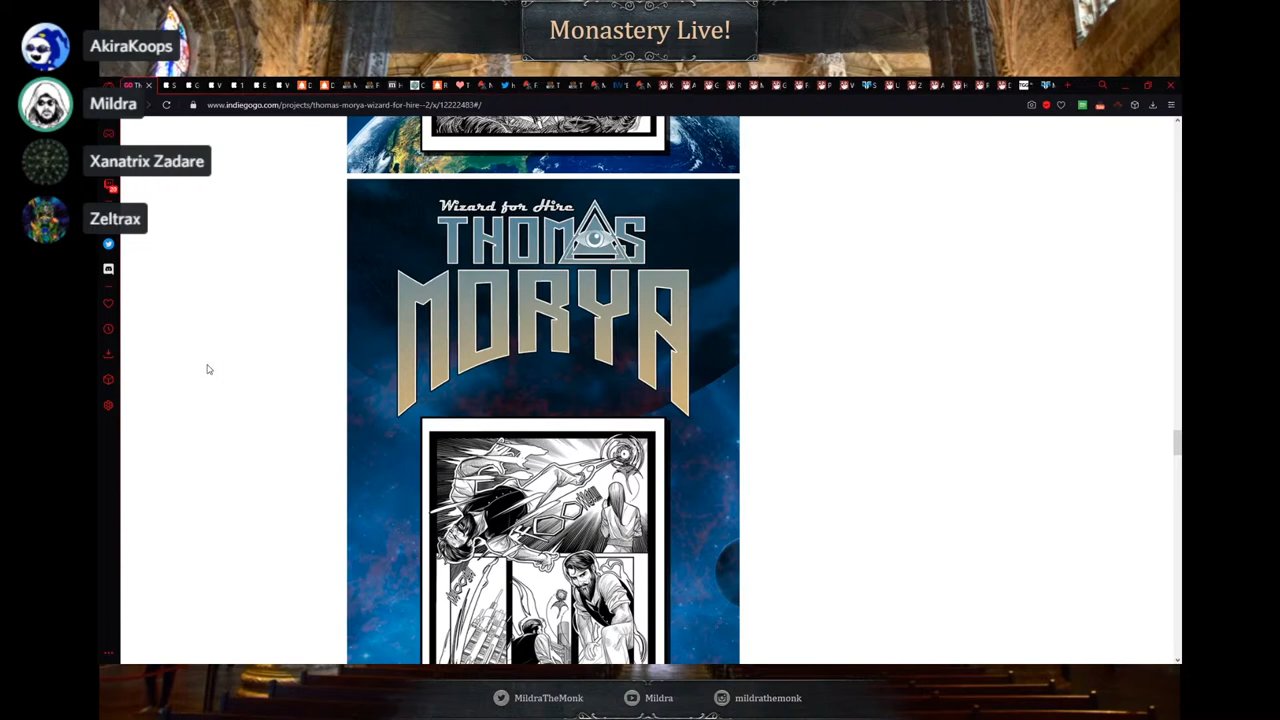 Monastery Live!
AkiraKoops
Mildra
Xanatrix Zadare
Zeltrax
www.indiegogo.com/projects/thomas-morya-wizard-for-hire--2/x/12222483#/
Wizard for Hire
THOMAS
MORYA
MildraTheMonk
Mildra
mildrathemonk